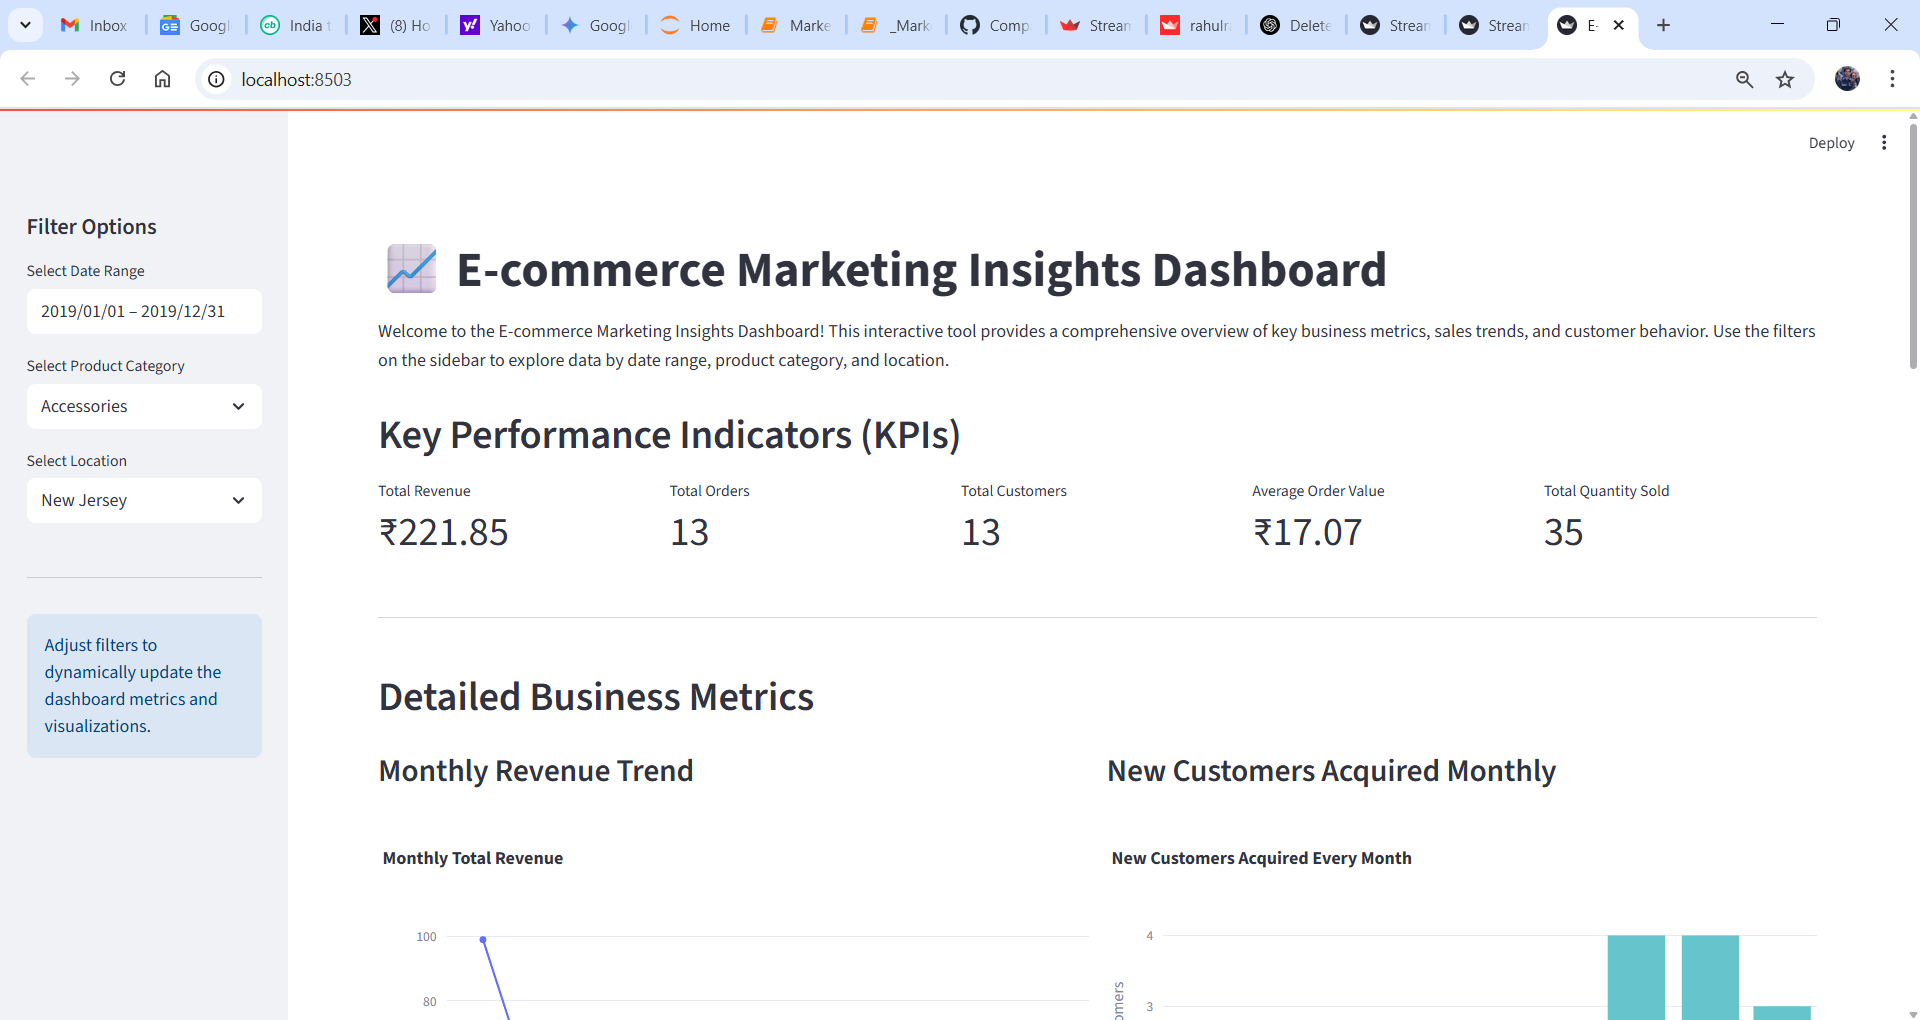 Inbox
Googl
India t
(8) Ho
Yahoo
Googl
Home
Marke
_Mark
Comp
Stream
rahulr
Delete
Stream
Stream
E-
localhost:8503
Deploy
Filter Options
Select Date Range
2019/01/01 – 2019/12/31
Select Product Category
Accessories
Select Location
New Jersey
Adjust filters to
dynamically update the
dashboard metrics and
visualizations.
E-commerce Marketing Insights Dashboard
Welcome to the E-commerce Marketing Insights Dashboard! This interactive tool provides a comprehensive overview of key business metrics, sales trends, and customer behavior. Use the filters
on the sidebar to explore data by date range, product category, and location.
Key Performance Indicators (KPIs)
Total Revenue
₹221.85
Total Orders
13
Total Customers
13
Average Order Value
₹17.07
Total Quantity Sold
35
Detailed Business Metrics
Monthly Revenue Trend
Monthly Total Revenue
100
80
New Customers Acquired Monthly
New Customers Acquired Every Month
4
3
omers